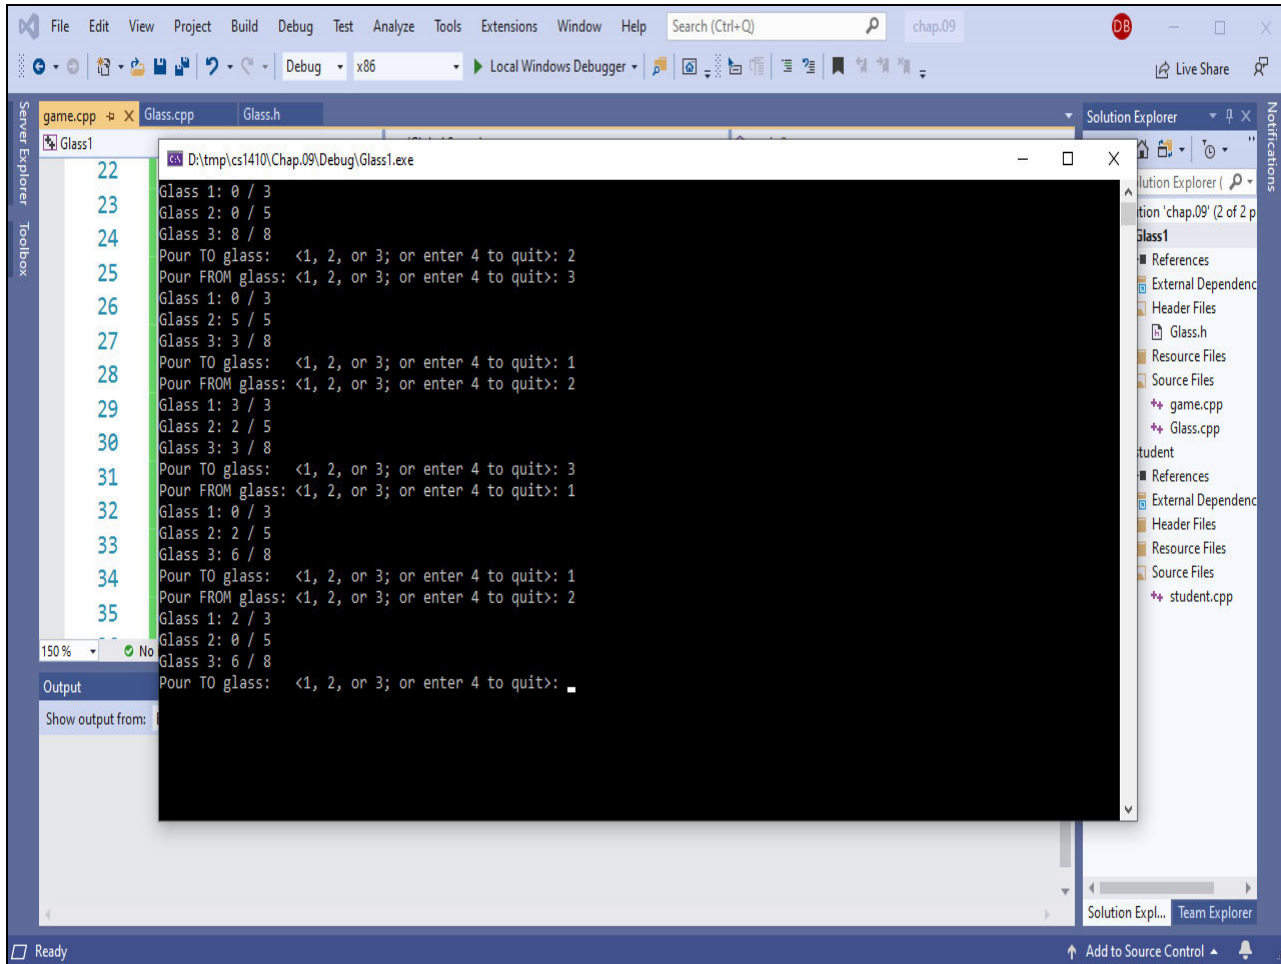 File Edit View Project Build Debug Test Analyze Tools Extensions Window Help Search (Ctrl+Q) chap.09 DB
Debug x86 Local Windows Debugger Live Share
Server Explorer
Toolbox
game.cpp Glass.cpp Glass.h
Glass1
22
23
24
25
26
27
28
29
30
31
32
33
34
35
150 % No
D:\tmp\cs1410\Chap.09\Debug\Glass1.exe
Glass 1: 0 / 3
Glass 2: 0 / 5
Glass 3: 8 / 8
Pour TO glass:   <1, 2, or 3; or enter 4 to quit>: 2
Pour FROM glass: <1, 2, or 3; or enter 4 to quit>: 3
Glass 1: 0 / 3
Glass 2: 5 / 5
Glass 3: 3 / 8
Pour TO glass:   <1, 2, or 3; or enter 4 to quit>: 1
Pour FROM glass: <1, 2, or 3; or enter 4 to quit>: 2
Glass 1: 3 / 3
Glass 2: 2 / 5
Glass 3: 3 / 8
Pour TO glass:   <1, 2, or 3; or enter 4 to quit>: 3
Pour FROM glass: <1, 2, or 3; or enter 4 to quit>: 1
Glass 1: 0 / 3
Glass 2: 2 / 5
Glass 3: 6 / 8
Pour TO glass:   <1, 2, or 3; or enter 4 to quit>: 1
Pour FROM glass: <1, 2, or 3; or enter 4 to quit>: 2
Glass 1: 2 / 3
Glass 2: 0 / 5
Glass 3: 6 / 8
Pour TO glass:   <1, 2, or 3; or enter 4 to quit>:
Output
Show output from:
Solution Explorer
lution Explorer (
tion 'chap.09' (2 of 2 p
Glass1
References
External Dependenc
Header Files
Glass.h
Resource Files
Source Files
game.cpp
Glass.cpp
student
References
External Dependenc
Header Files
Resource Files
Source Files
student.cpp
Solution Expl... Team Explorer
Notifications
Ready Add to Source Control